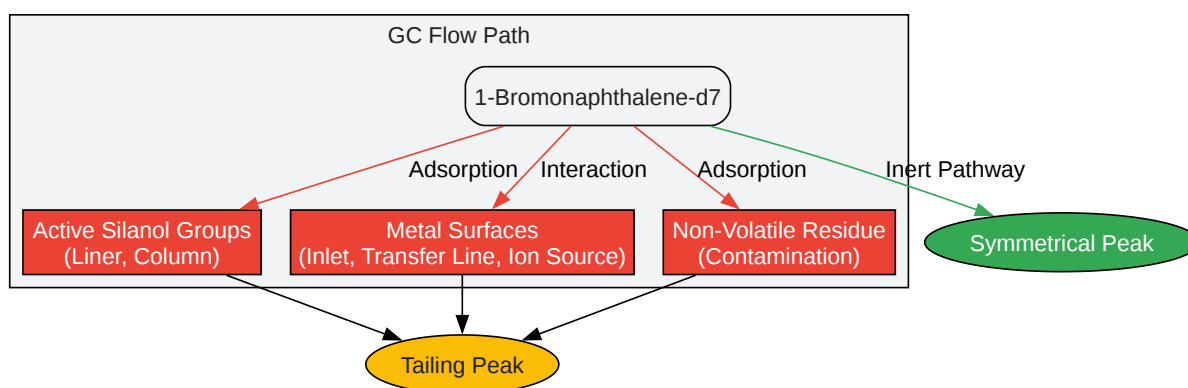 GC Flow Path
1-Bromonaphthalene-d7
Adsorption
Interaction
Adsorption
Inert Pathway
Active Silanol Groups
(Liner, Column)
Metal Surfaces
(Inlet, Transfer Line, Ion Source)
Non-Volatile Residue
(Contamination)
Symmetrical Peak
Tailing Peak